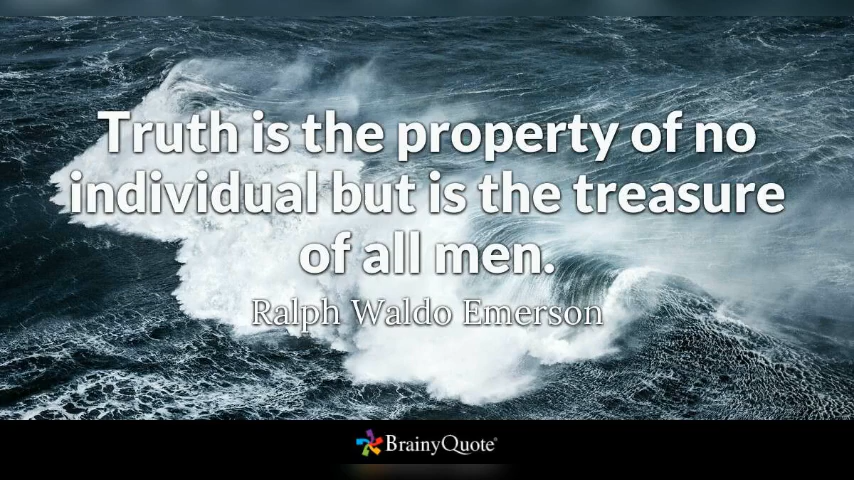 Truth is the property of no
individual but is the treasure
of all men.
Ralph Waldo Emerson
BrainyQuote®